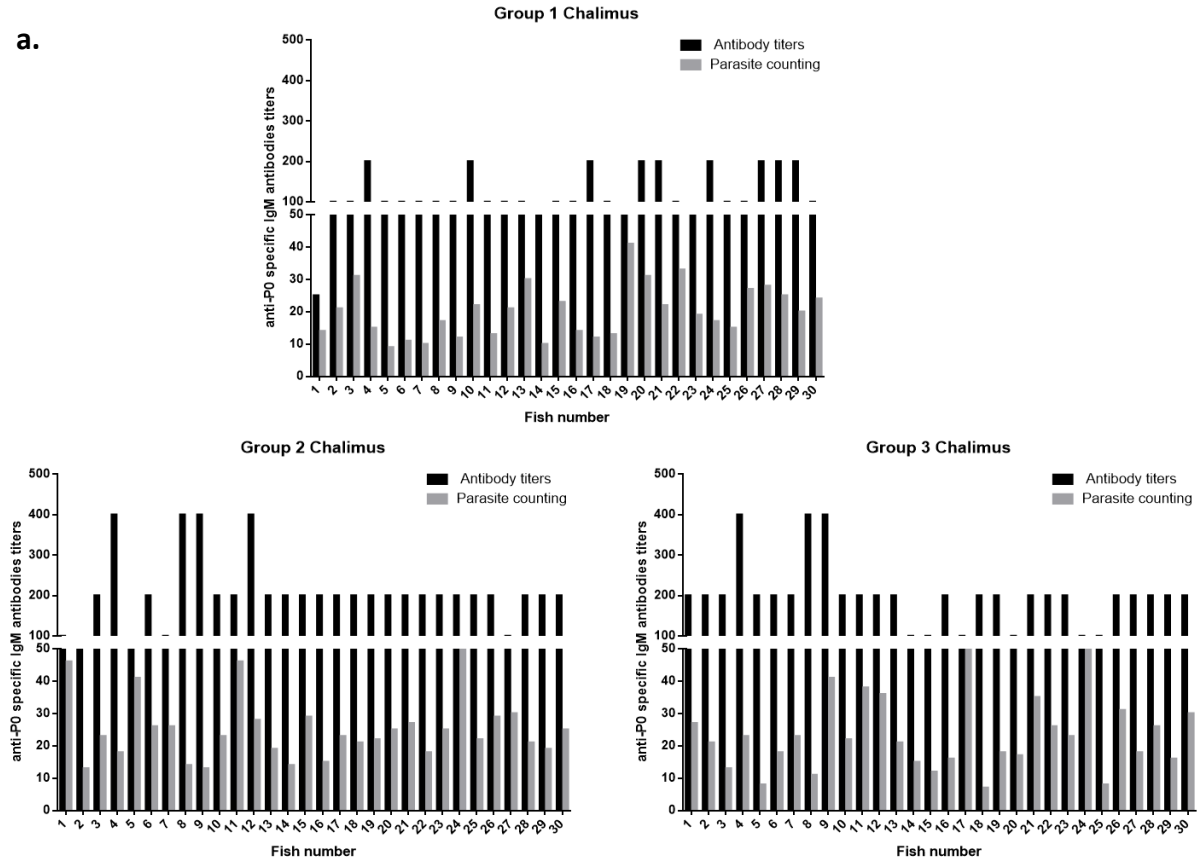 Group 1 Chalimus
a.
Antibody titers
Parasite counting
anti-P0 specific IgM antibodies titers
500
400
300
200
100
50
40
30
20
10
0
1 2 3 4 5 6 7 8 9 10 11 12 13 14 15 16 17 18 19 20 21 22 23 24 25 26 27 28 29 30
Fish number
Group 2 Chalimus
Antibody titers
Parasite counting
anti-P0 specific IgM antibodies titers
500
400
300
200
100
50
40
30
20
10
0
1 2 3 4 5 6 7 8 9 10 11 12 13 14 15 16 17 18 19 20 21 22 23 24 25 26 27 28 29 30
Fish number
Group 3 Chalimus
Antibody titers
Parasite counting
anti-P0 specific IgM antibodies titers
500
400
300
200
100
50
40
30
20
10
0
1 2 3 4 5 6 7 8 9 10 11 12 13 14 15 16 17 18 19 20 21 22 23 24 25 26 27 28 29 30
Fish number